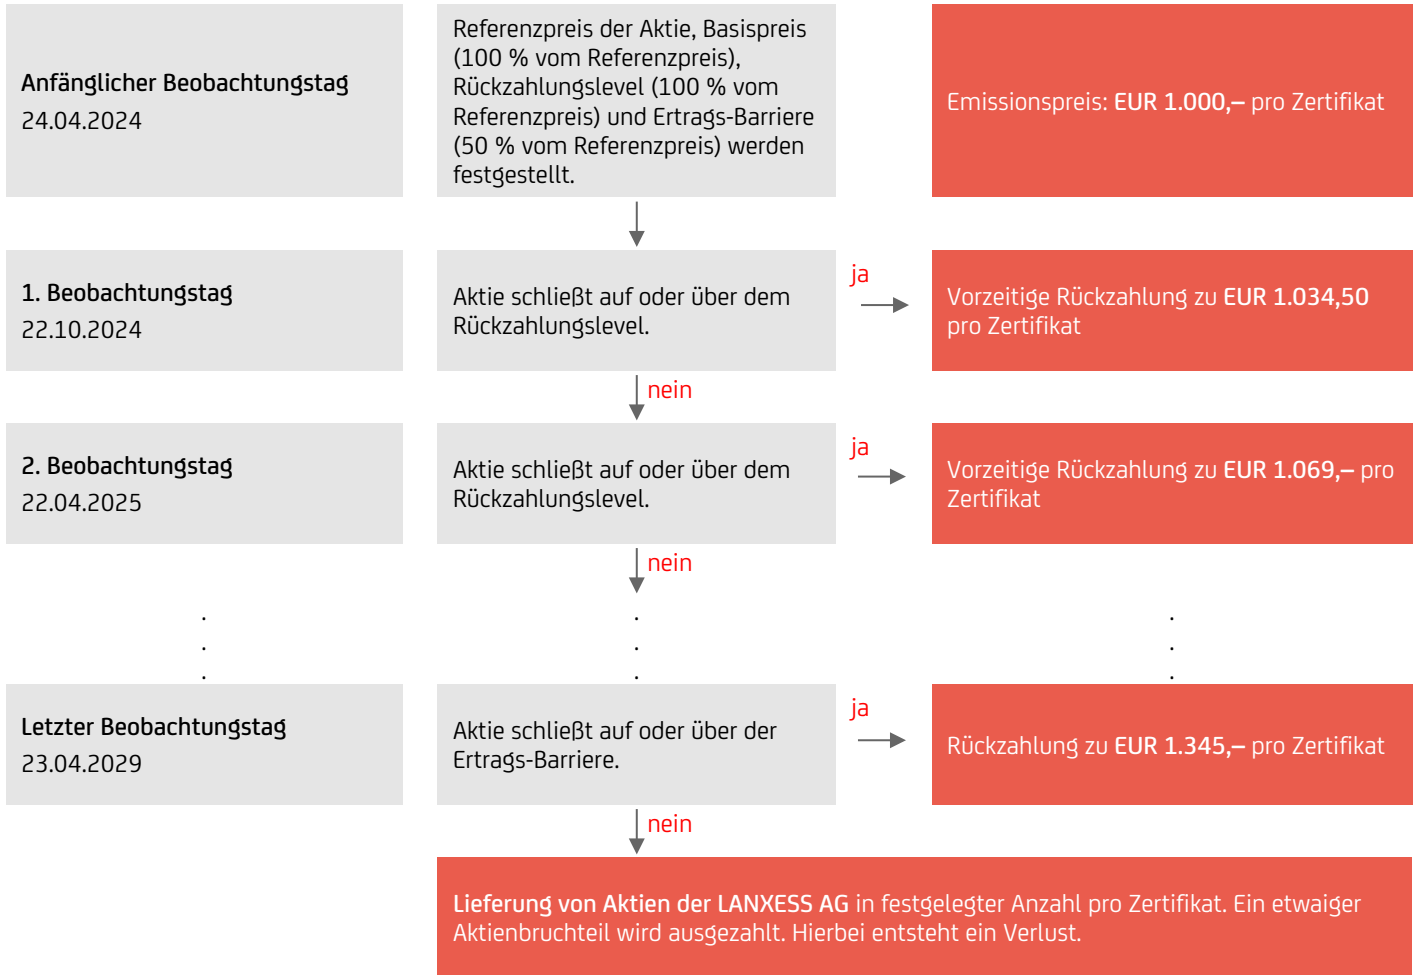 Anfänglicher Beobachtungstag
24.04.2024
Referenzpreis der Aktie, Basispreis
(100 % vom Referenzpreis),
Rückzahlungslevel (100 % vom
Referenzpreis) und Ertrags-Barriere
(50 % vom Referenzpreis) werden
festgestellt.
Emissionspreis: EUR 1.000,– pro Zertifikat
1. Beobachtungstag
22.10.2024
Aktie schließt auf oder über dem
Rückzahlungslevel.
ja
Vorzeitige Rückzahlung zu EUR 1.034,50
pro Zertifikat
nein
2. Beobachtungstag
22.04.2025
Aktie schließt auf oder über dem
Rückzahlungslevel.
ja
Vorzeitige Rückzahlung zu EUR 1.069,– pro
Zertifikat
nein
. . .
. . .
. . .
Letzter Beobachtungstag
23.04.2029
Aktie schließt auf oder über der
Ertrags-Barriere.
ja
Rückzahlung zu EUR 1.345,– pro Zertifikat
nein
Lieferung von Aktien der LANXESS AG in festgelegter Anzahl pro Zertifikat. Ein etwaiger
Aktienbruchteil wird ausgezahlt. Hierbei entsteht ein Verlust.